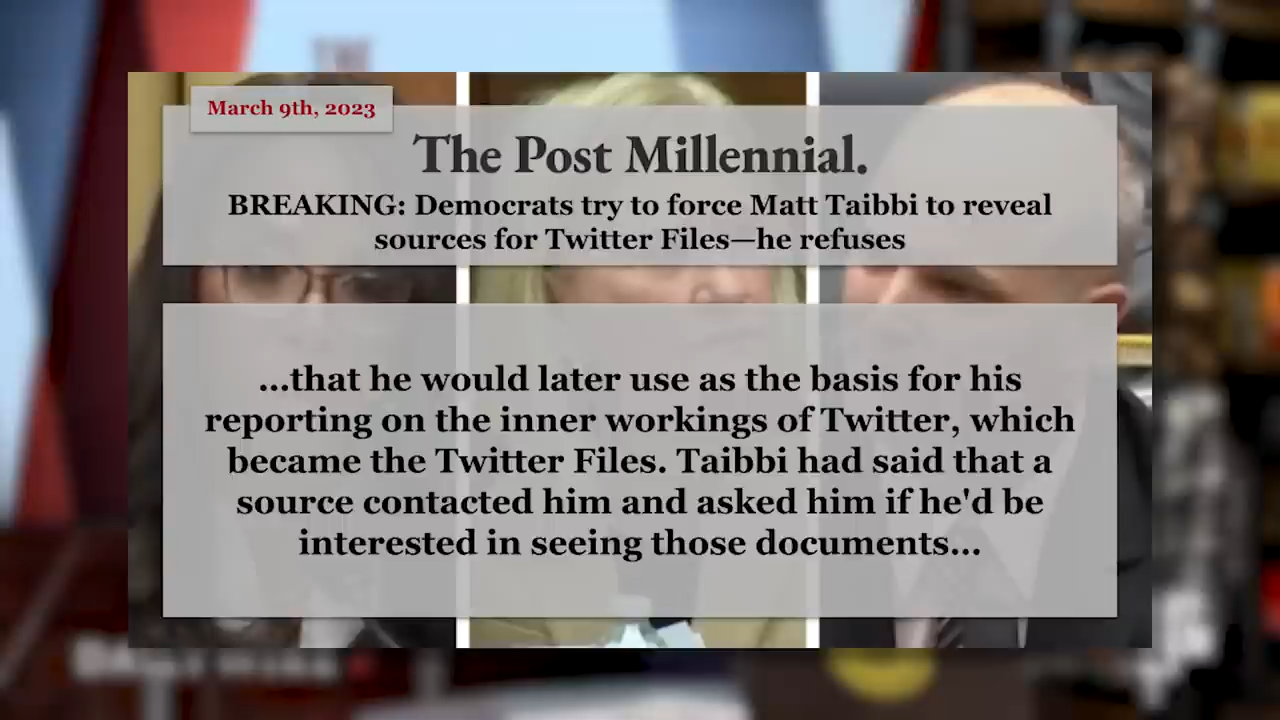 March 9th, 2023
The Post Millennial.
BREAKING: Democrats try to force Matt Taibbi to reveal
sources for Twitter Files—he refuses
...that he would later use as the basis for his
reporting on the inner workings of Twitter, which
became the Twitter Files. Taibbi had said that a
source contacted him and asked him if he'd be
interested in seeing those documents...